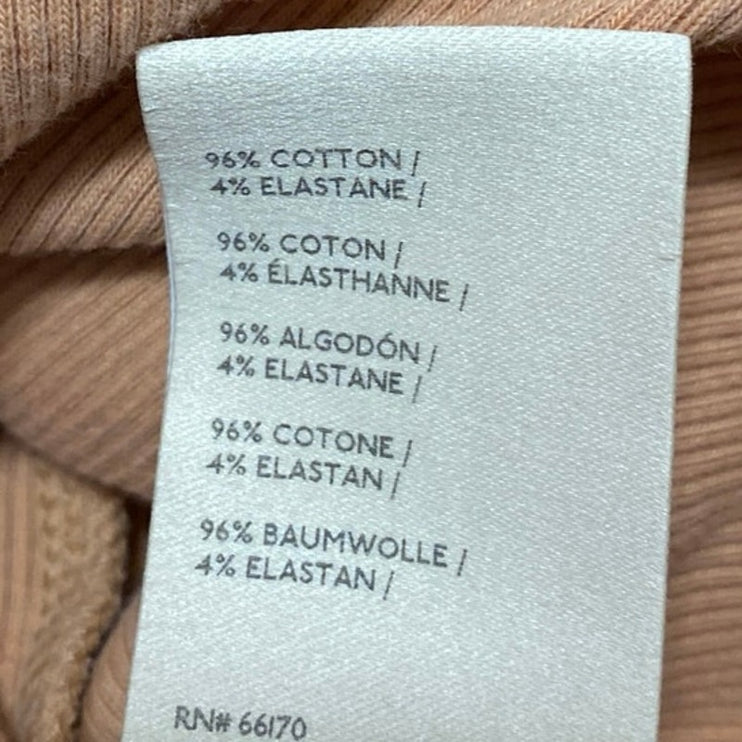 96% COTTON /
4% ELASTANE /
96% COTON /
4% ÉLASTHANNE /
96% ALGODÓN /
4% ELASTANE /
96% COTONE /
4% ELASTAN /
96% BAUMWOLLE /
4% ELASTAN /
RN# 66170